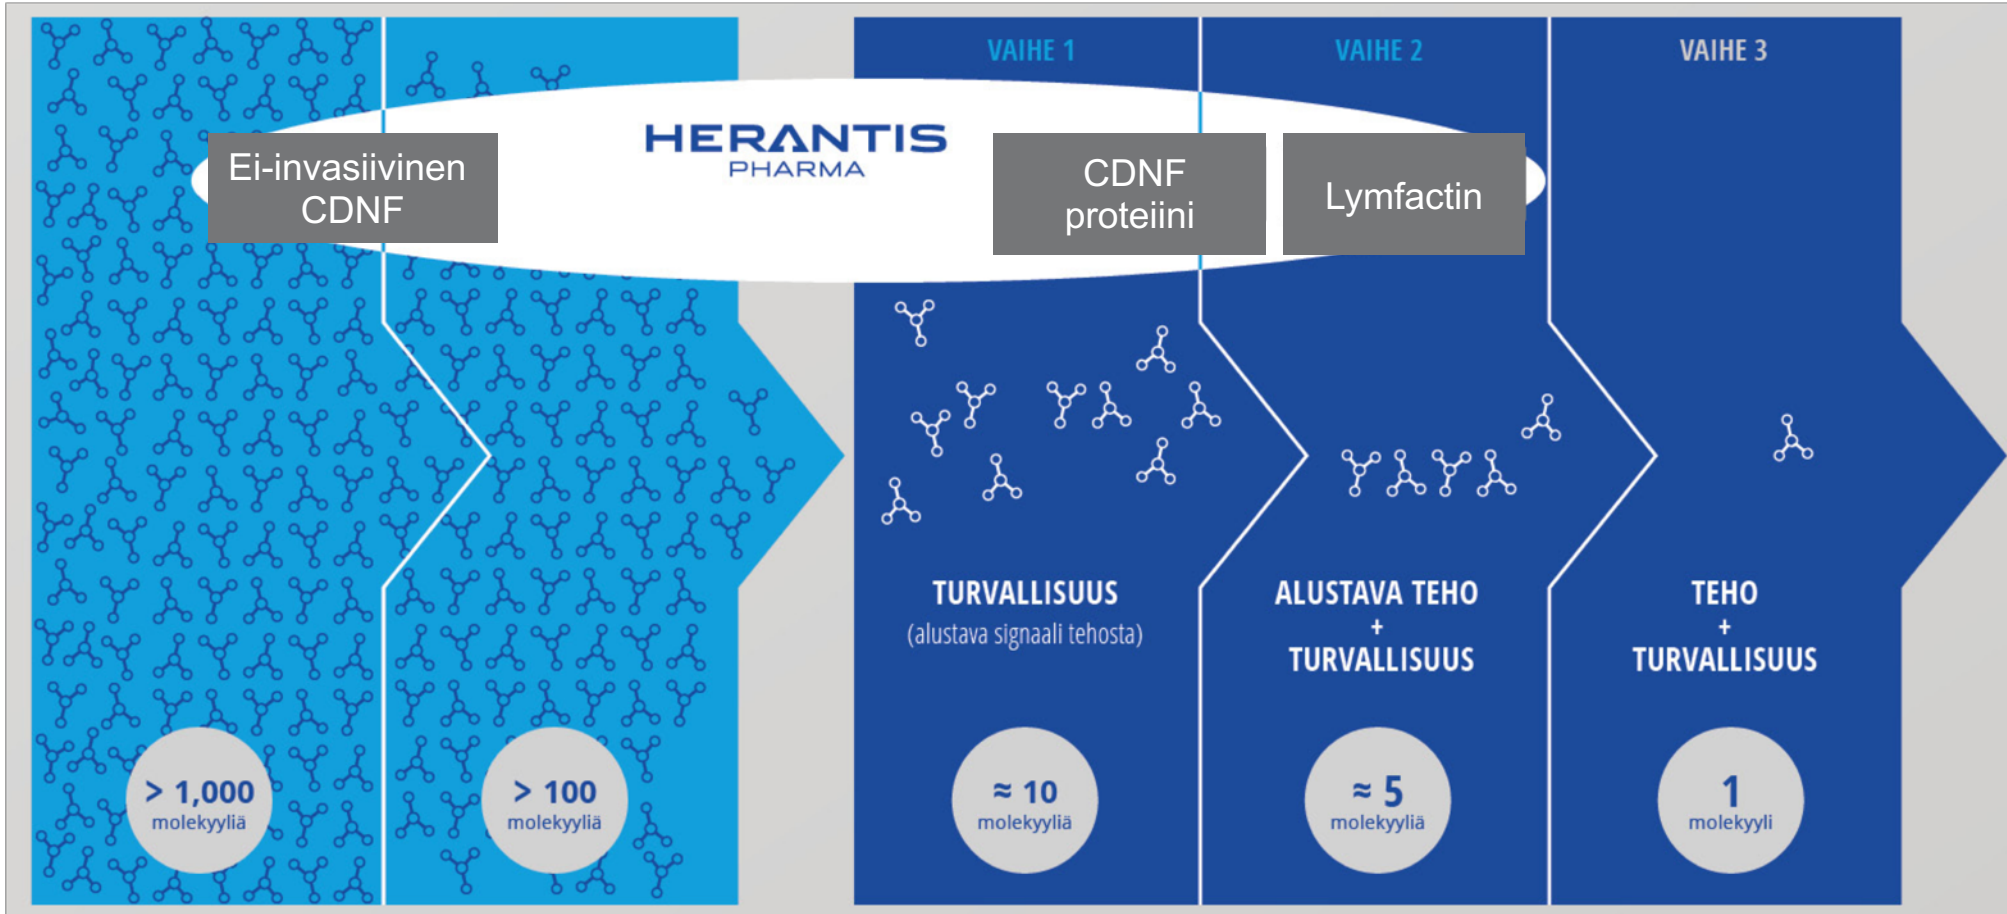 VAIHE 1
VAIHE 2
VAIHE 3
HERANTIS
PHARMA
Ei-invasiivinen
CDNF
CDNF
proteiini
Lymfactin
TURVALLISUUS
(alustava signaali tehosta)
ALUSTAVA TEHO
+
TURVALLISUUS
TEHO
+
TURVALLISUUS
> 1,000
molekyyliä
> 100
molekyyliä
≈ 10
molekyyliä
≈ 5
molekyyliä
1
molekyyli